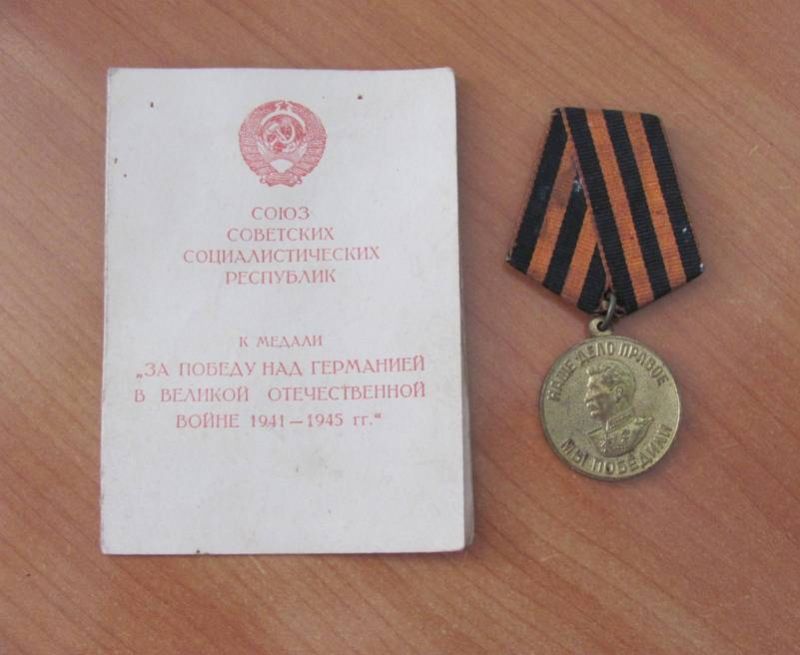 СОЮЗ
СОВЕТСКИХ
СОЦИАЛИСТИЧЕСКИХ
РЕСПУБЛИК
К МЕДАЛИ
„ЗА ПОБЕДУ НАД ГЕРМАНИЕЙ
В ВЕЛИКОЙ ОТЕЧЕСТВЕННОЙ
ВОЙНЕ 1941—1945 гг.“
НАШЕ ДЕЛО ПРАВОЕ
МЫ ПОБЕДИЛИ